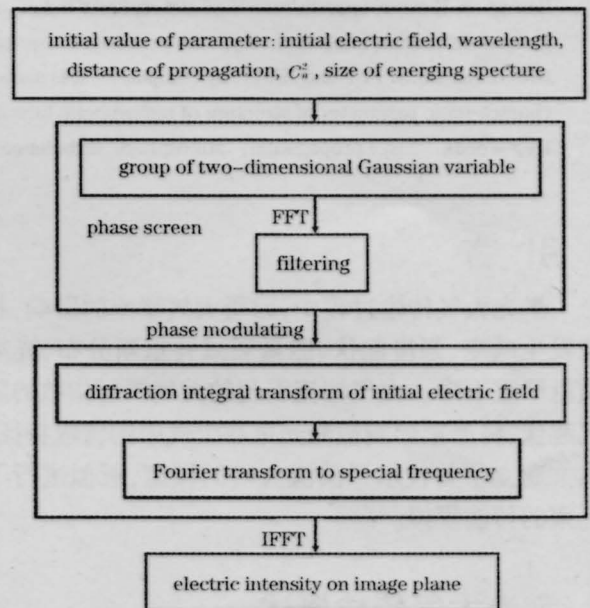 initial value of parameter: initial electric field, wavelength,
distance of propagation, C_n^2, size of energing specture
group of two-dimensional Gaussian variable
FFT
phase screen
filtering
phase modulating
diffraction integral transform of initial electric field
Fourier transform to special frequency
IFFT
electric intensity on image plane